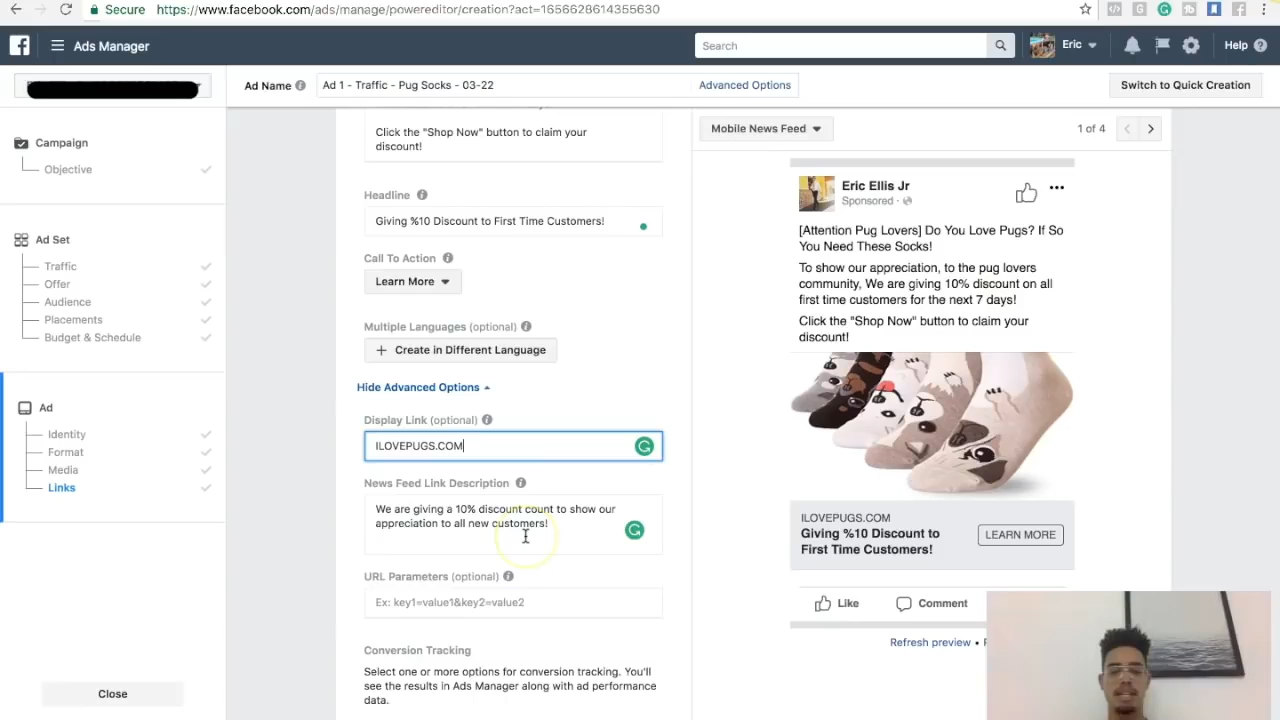 Secure
https://www.facebook.com/ads/manage/powereditor/creation?act=1656628614355630
Ads Manager
Search
Eric
Help
Ad Name
Ad 1 - Traffic - Pug Socks - 03-22
Advanced Options
Switch to Quick Creation
Campaign
Objective
Ad Set
Traffic
Offer
Audience
Placements
Budget & Schedule
Ad
Identity
Format
Media
Links
Close
Click the "Shop Now" button to claim your
discount!
Headline
Giving %10 Discount to First Time Customers!
Call To Action
Learn More
Multiple Languages (optional)
+ Create in Different Language
Hide Advanced Options
Display Link (optional)
ILOVEPUGS.COM
News Feed Link Description
We are giving a 10% discount count to show our
appreciation to all new customers!
URL Parameters (optional)
Ex: key1=value1&key2=value2
Conversion Tracking
Select one or more options for conversion tracking. You'll
see the results in Ads Manager along with ad performance
data.
Mobile News Feed
1 of 4
Eric Ellis Jr
Sponsored ·
[Attention Pug Lovers] Do You Love Pugs? If So
You Need These Socks!
To show our appreciation, to the pug lovers
community, We are giving 10% discount on all
first time customers for the next 7 days!
Click the "Shop Now" button to claim your
discount!
ILOVEPUGS.COM
Giving %10 Discount to
First Time Customers!
LEARN MORE
Like
Comment
Refresh preview •